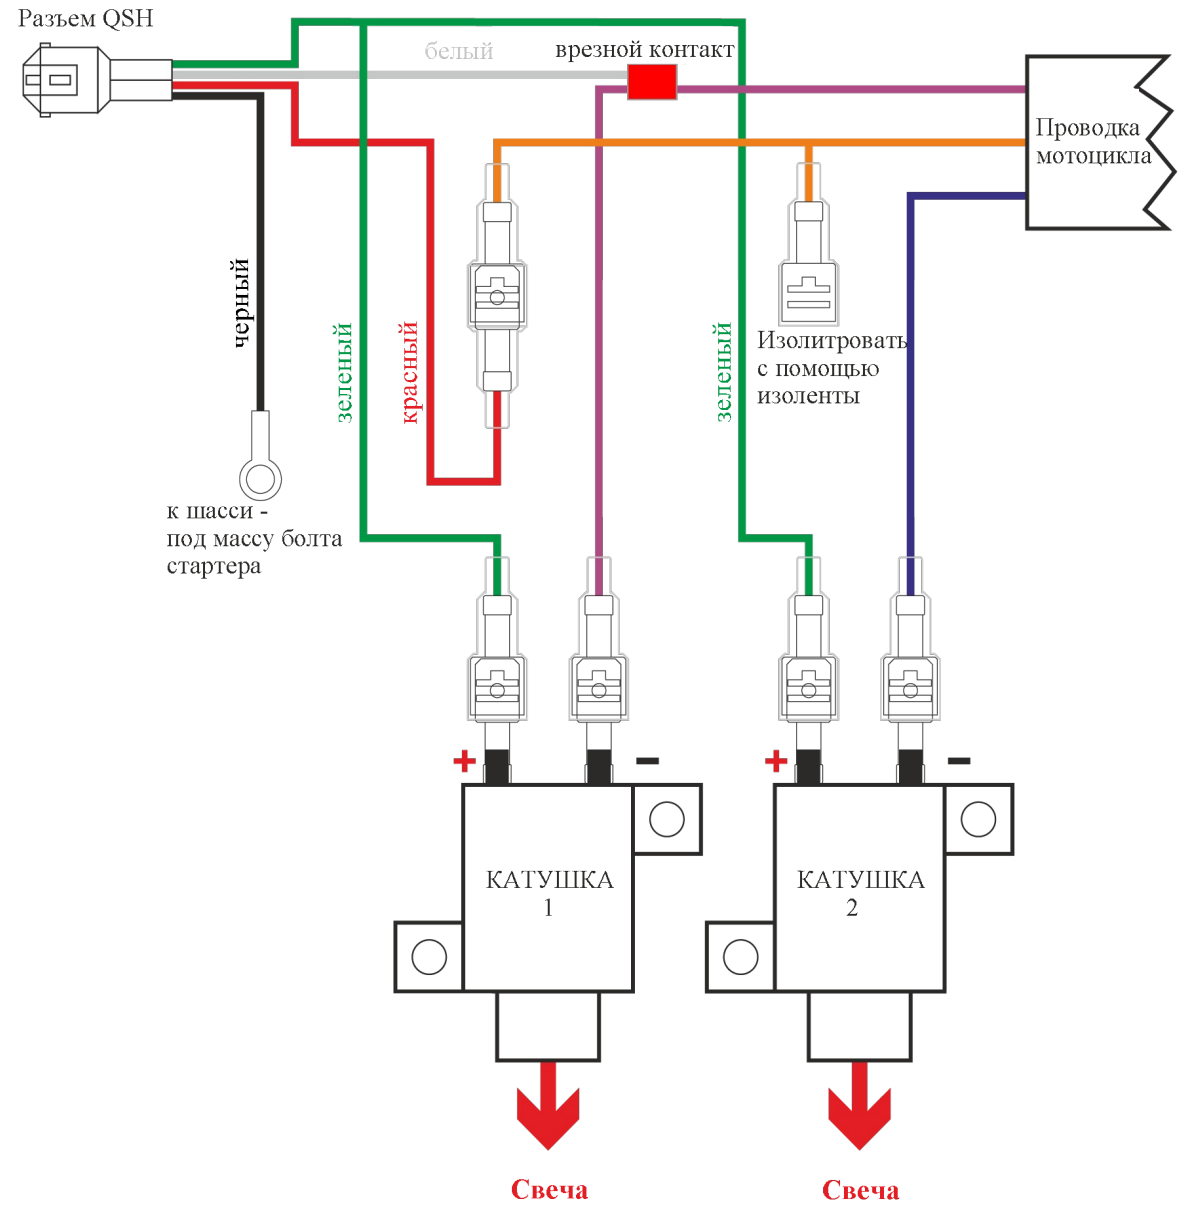 Разъем QSH
белый
врезной контакт
Проводка
мотоцикла
черный
зеленый
красный
зеленый
Изолитровать
с помощью
изоленты
к шасси -
под массу болта
стартера
+
−
+
−
КАТУШКА
1
КАТУШКА
2
Свеча
Свеча